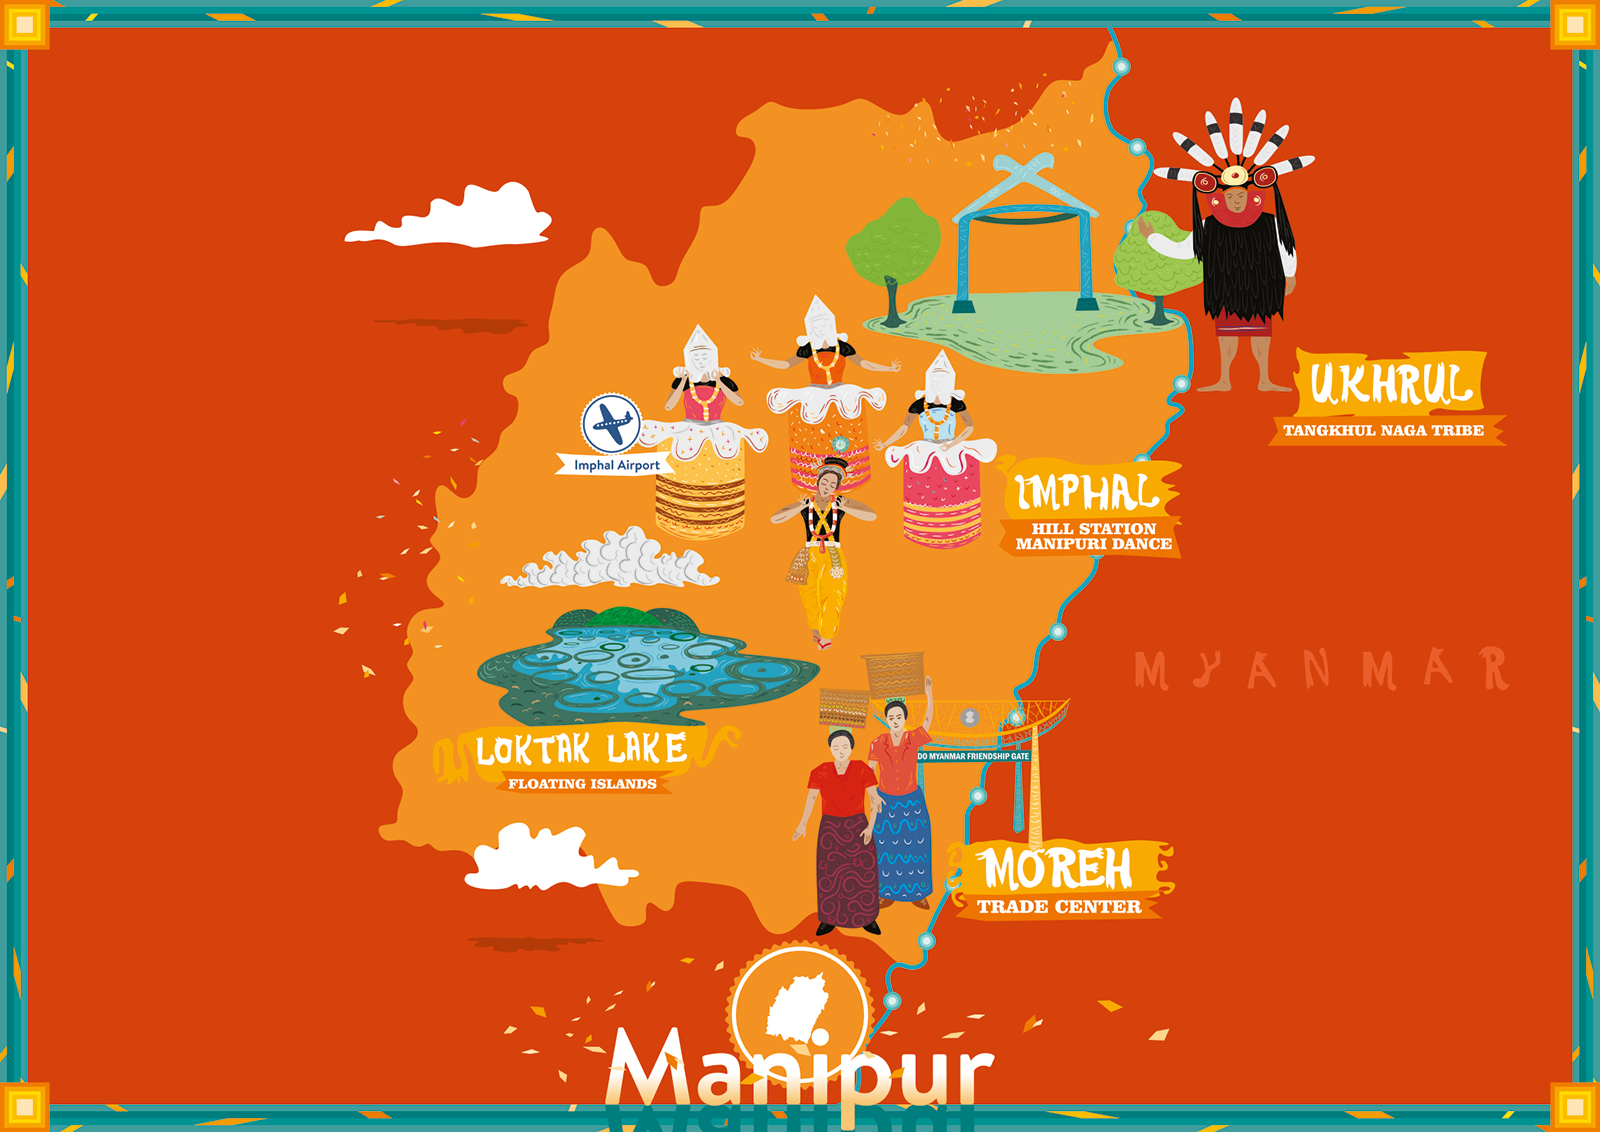 UKHRUL
TANGKHUL NAGA TRIBE
Imphal Airport
IMPHAL
HILL STATION
MANIPURI DANCE
MYANMAR
LOKTAK LAKE
FLOATING ISLANDS
DO MYANMAR FRIENDSHIP GATE
MOREH
TRADE CENTER
Manipur